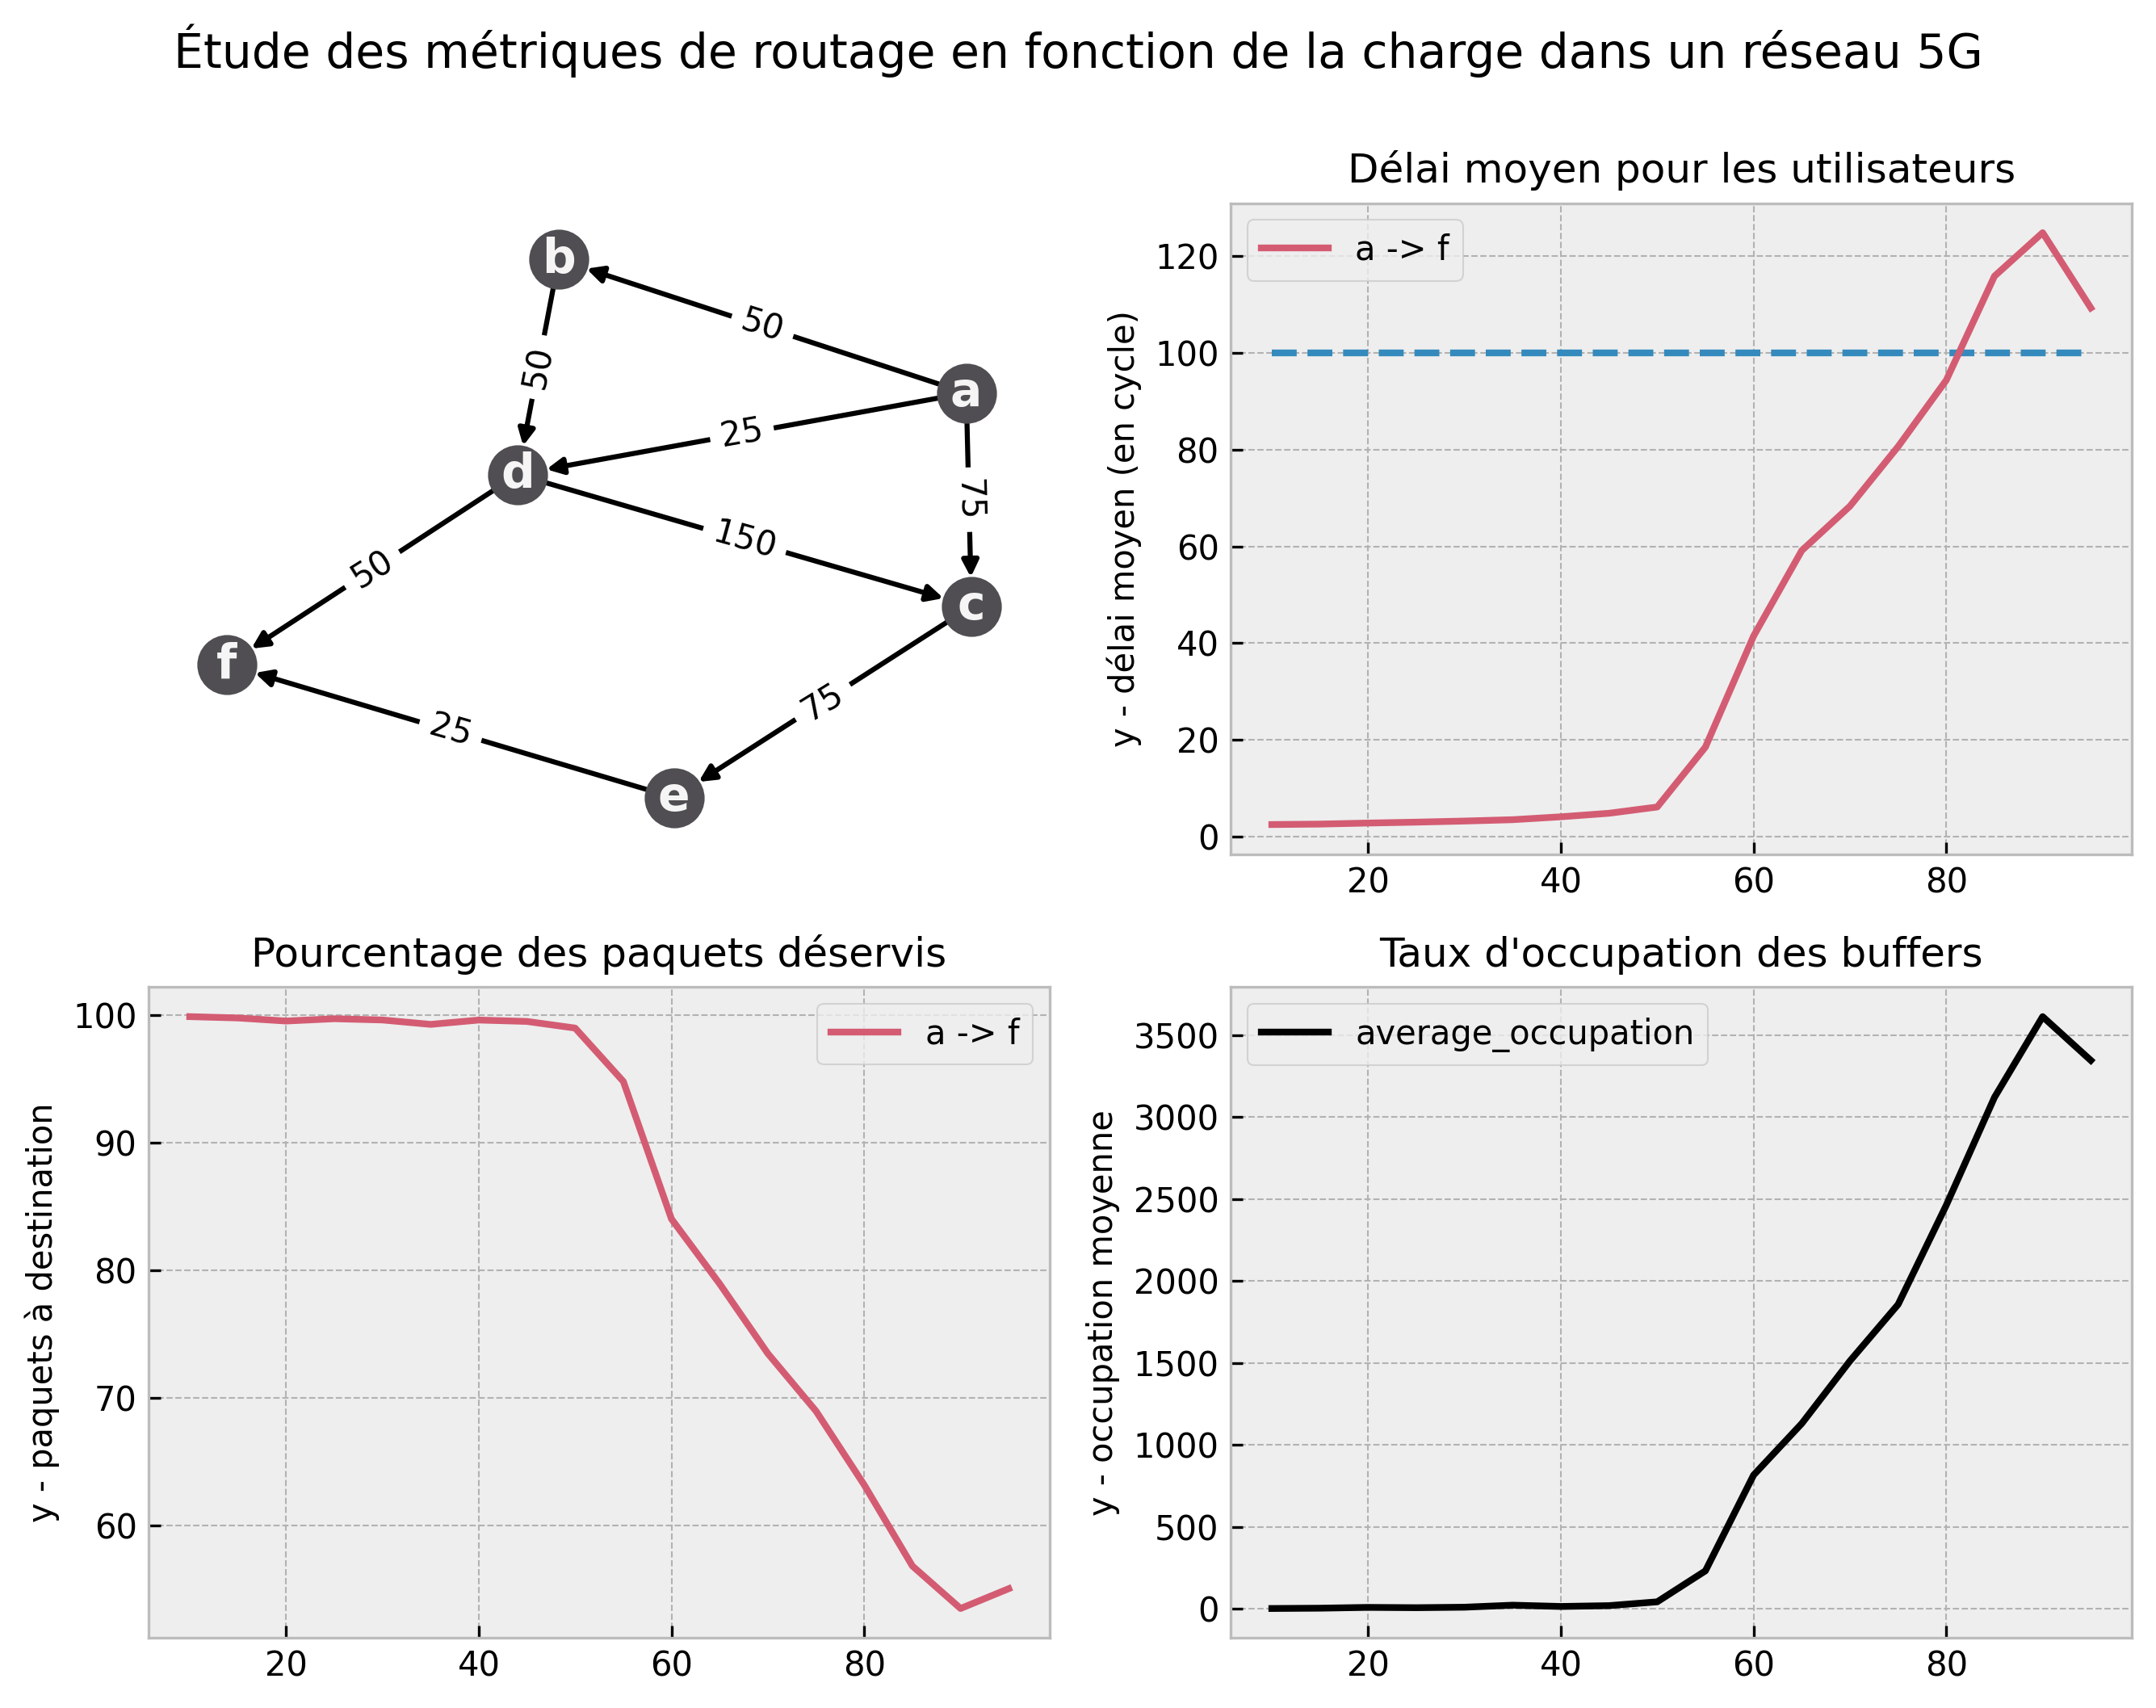 Étude des métriques de routage en fonction de la charge dans un réseau 5G
b
50
a
50
25
d
75
150
50
c
f
75
25
e
Délai moyen pour les utilisateurs
a -> f
y - délai moyen (en cycle)
120
100
80
60
40
20
0
20 40 60 80
Pourcentage des paquets déservis
a -> f
y - paquets à destination
100
90
80
70
60
20 40 60 80
Taux d'occupation des buffers
average_occupation
y - occupation moyenne
3500
3000
2500
2000
1500
1000
500
0
20 40 60 80